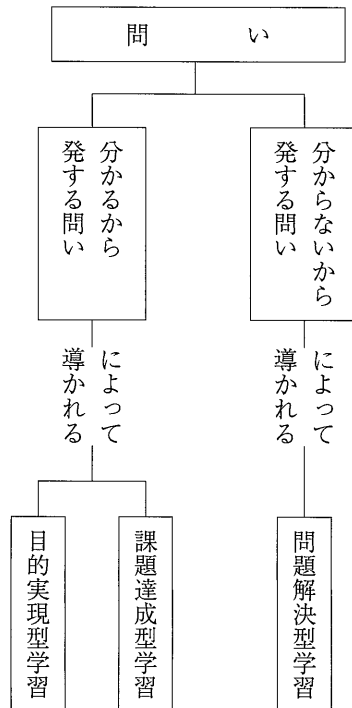 問い
分からないから
発する問い
によって
導かれる
問題解決型学習
分かるから
発する問い
によって
導かれる
課題達成型学習
目的実現型学習